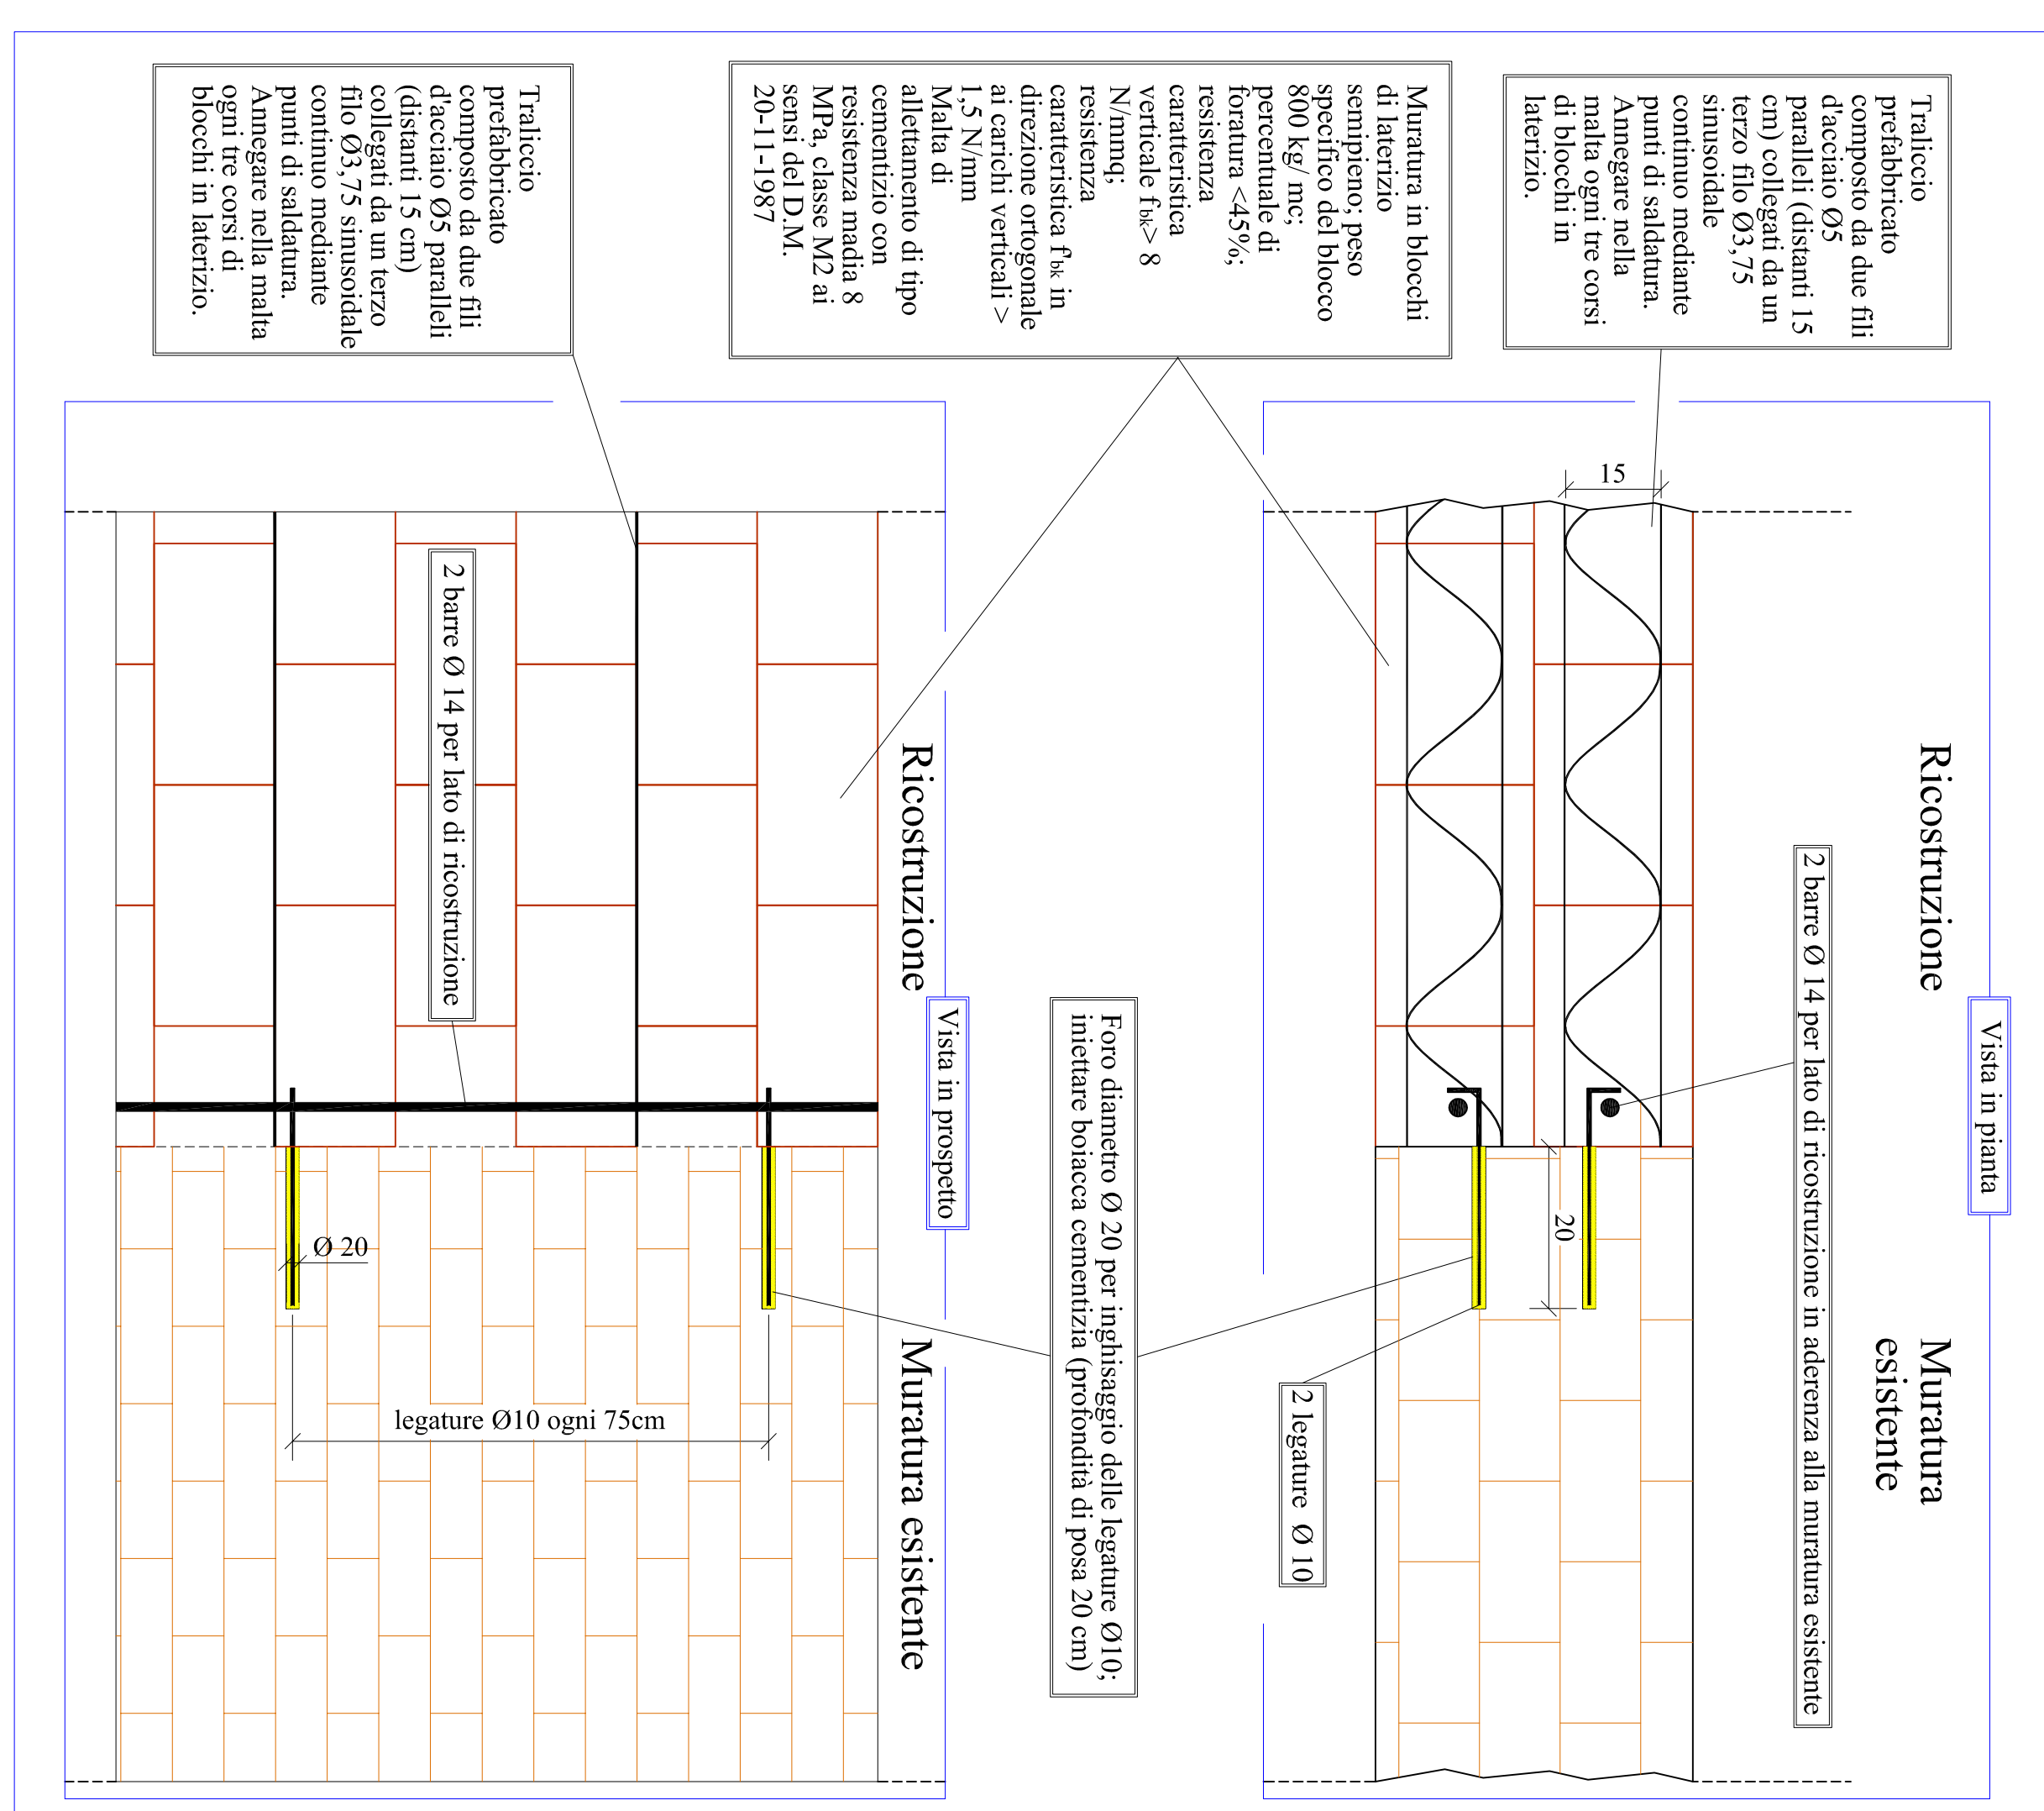 Vista in pianta
Ricostruzione
Muratura
esistente
Traliccio
prefabbricato
composto da due fili
d'acciaio Ø5
paralleli (distanti 15
cm) collegati da un
terzo filo Ø3,75
sinusoidale
continuo mediante
punti di saldatura.
Annegare nella
malta ogni tre corsi
di blocchi in
laterizio.
2 barre Ø 14 per lato di ricostruzione in aderenza alla muratura esistente
15
20
2 legature Ø 10
Muratura in blocchi
di laterizio
semipieno; peso
specifico del blocco
800 kg/ mc;
percentuale di
foratura <45%;
resistenza
caratteristica
verticale fbk> 8
N/mmq;
resistenza
caratteristica f'bk in
direzione ortogonale
ai carichi verticali >
1,5 N/mm
Malta di
allettamento di tipo
cementizio con
resistenza madia 8
MPa, classe M2 ai
sensi del D.M.
20-11-1987
Foro diametro Ø 20 per inghisaggio delle legature Ø10;
iniettare boiacca cementizia (profondità di posa 20 cm)
Vista in prospetto
Ricostruzione
Muratura esistente
Traliccio
prefabbricato
composto da due fili
d'acciaio Ø5 paralleli
(distanti 15 cm)
collegati da un terzo
filo Ø3,75 sinusoidale
continuo mediante
punti di saldatura.
Annegare nella malta
ogni tre corsi di
blocchi in laterizio.
2 barre Ø 14 per lato di ricostruzione
Ø 20
legature Ø10 ogni 75cm